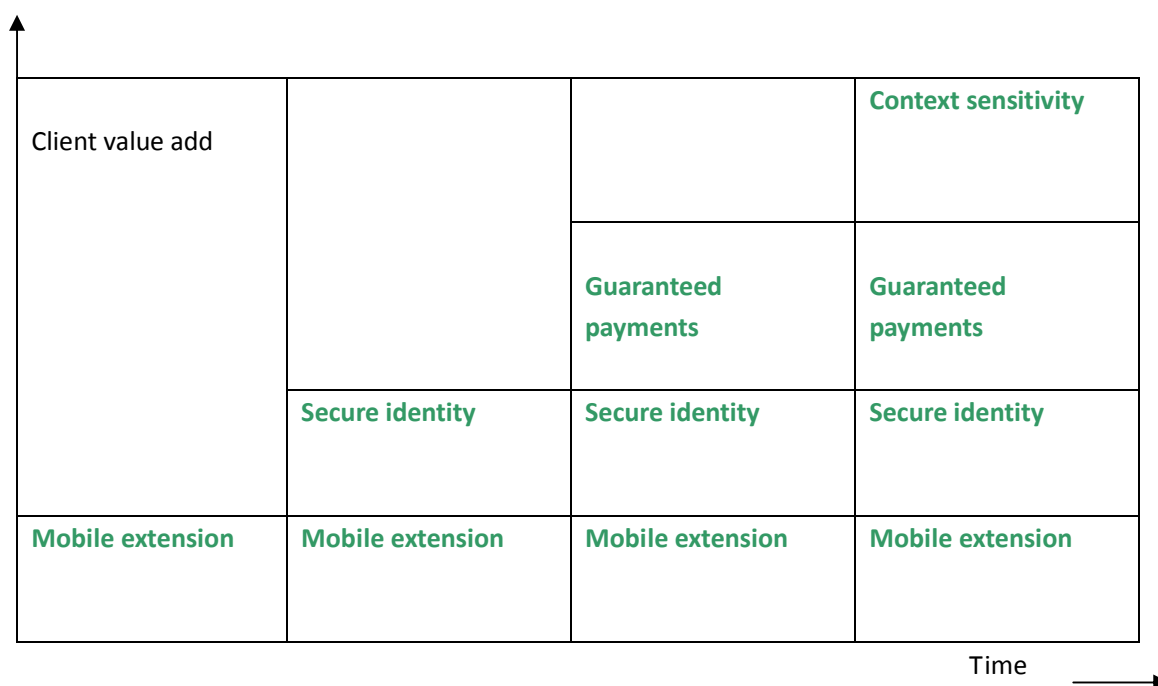 Context sensitivity
Client value add
Guaranteed
payments
Guaranteed
payments
Secure identity
Secure identity
Secure identity
Mobile extension
Mobile extension
Mobile extension
Mobile extension
Time